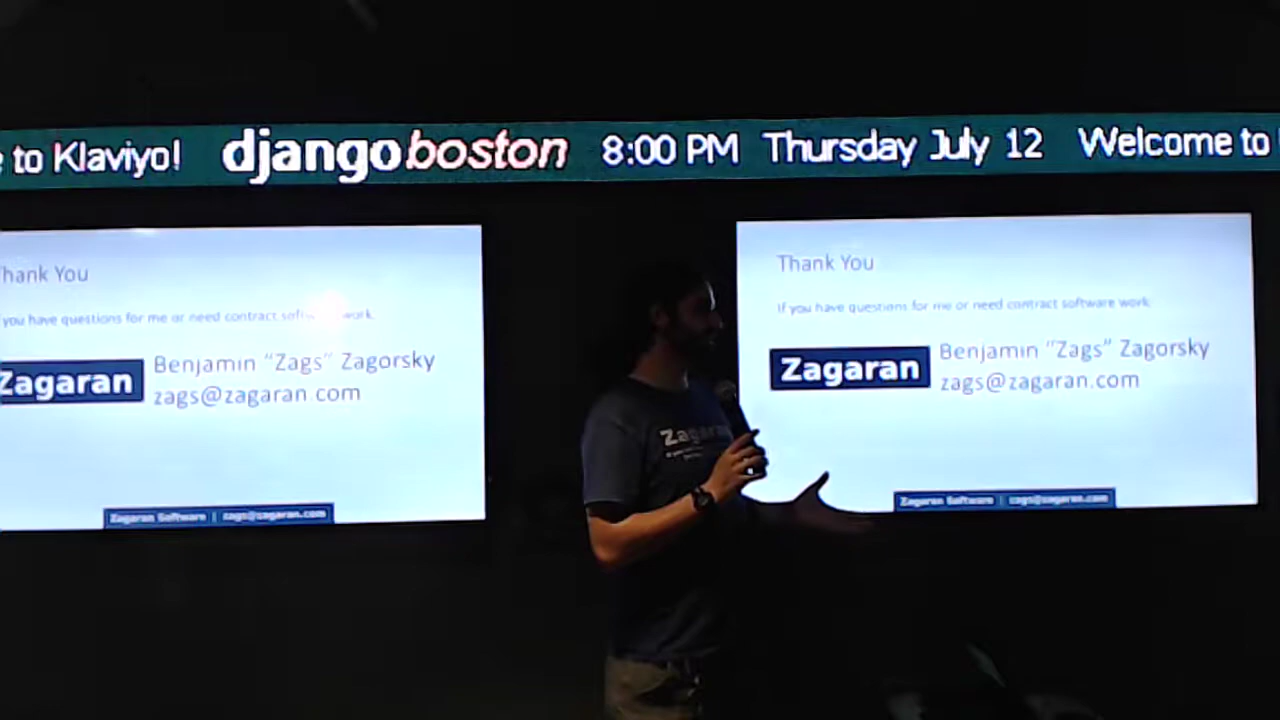 to Klaviyo! djangoboston 8:00 PM Thursday July 12 Welcome to
hank You
you have questions for me or need contract work.
Zagaran
Benjamin "Zags" Zagorsky
zags@zagaran.com
Zagaran Software | zags@zagaran.com
Thank You
If you have questions for me or need contract software work.
Zagaran
Benjamin "Zags" Zagorsky
zags@zagaran.com
Zagaran Software | zags@zagaran.com
Zagaran